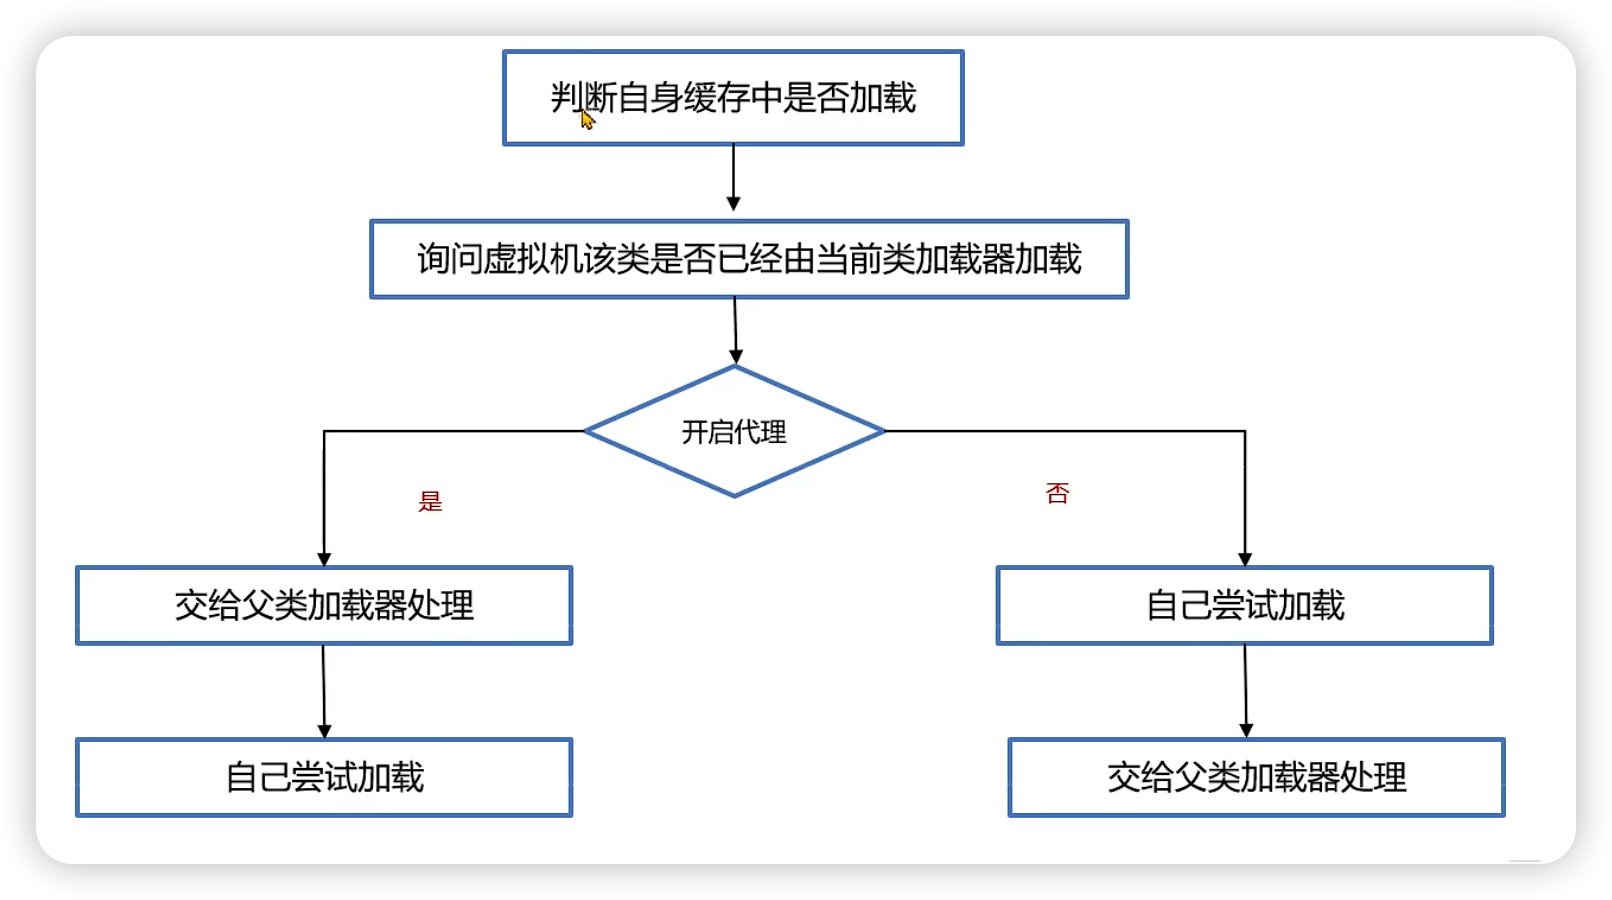 判断自身缓存中是否加载
询问虚拟机该类是否已经由当前类加载器加载
开启代理
是
否
交给父类加载器处理
自己尝试加载
自己尝试加载
交给父类加载器处理